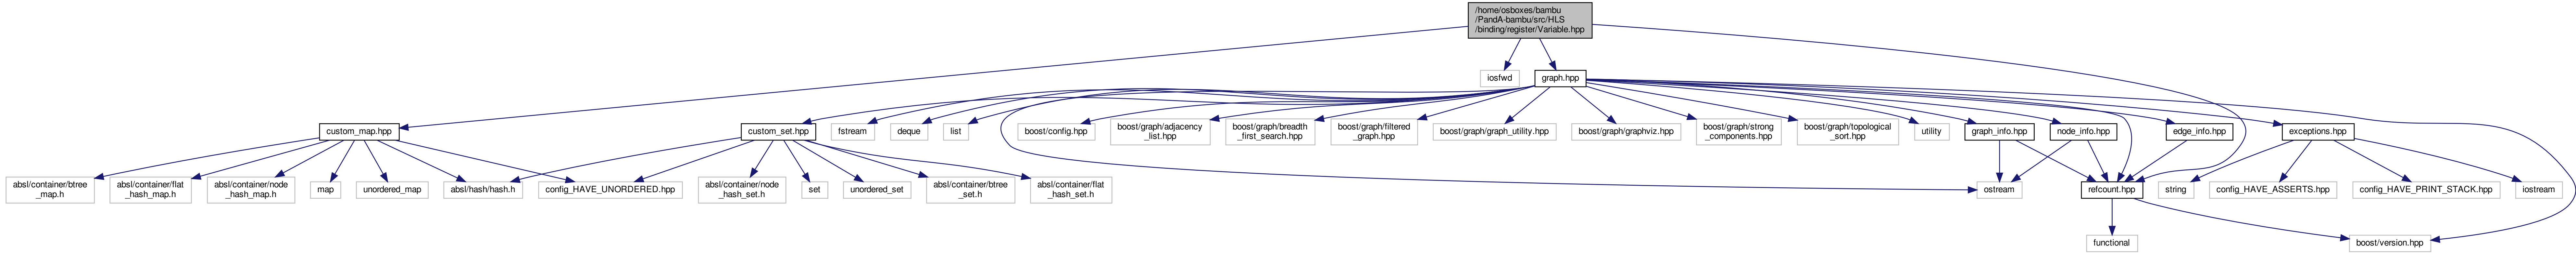 /home/osboxes/bambu
/PandA-bambu/src/HLS
/binding/register/Variable.hpp
iosfwd
graph.hpp
custom_map.hpp
custom_set.hpp
fstream
deque
list
boost/config.hpp
boost/graph/adjacency
_list.hpp
boost/graph/breadth
_first_search.hpp
boost/graph/filtered
_graph.hpp
boost/graph/graph_utility.hpp
boost/graph/graphviz.hpp
boost/graph/strong
_components.hpp
boost/graph/topological
_sort.hpp
utility
graph_info.hpp
node_info.hpp
edge_info.hpp
exceptions.hpp
absl/container/btree
_map.h
absl/container/flat
_hash_map.h
absl/container/node
_hash_map.h
map
unordered_map
absl/hash/hash.h
config_HAVE_UNORDERED.hpp
absl/container/node
_hash_set.h
set
unordered_set
absl/container/btree
_set.h
absl/container/flat
_hash_set.h
ostream
refcount.hpp
string
config_HAVE_ASSERTS.hpp
config_HAVE_PRINT_STACK.hpp
iostream
functional
boost/version.hpp